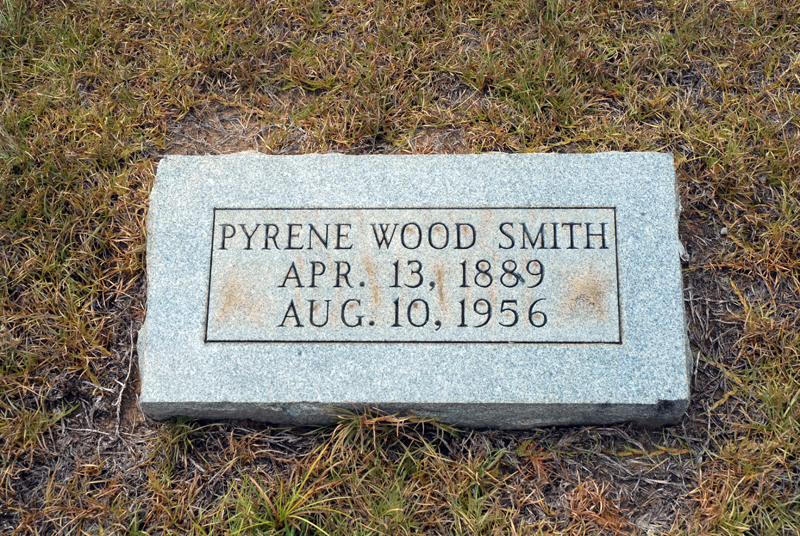 PYRENE WOOD SMITH
APR. 13, 1889
AUG. 10, 1956